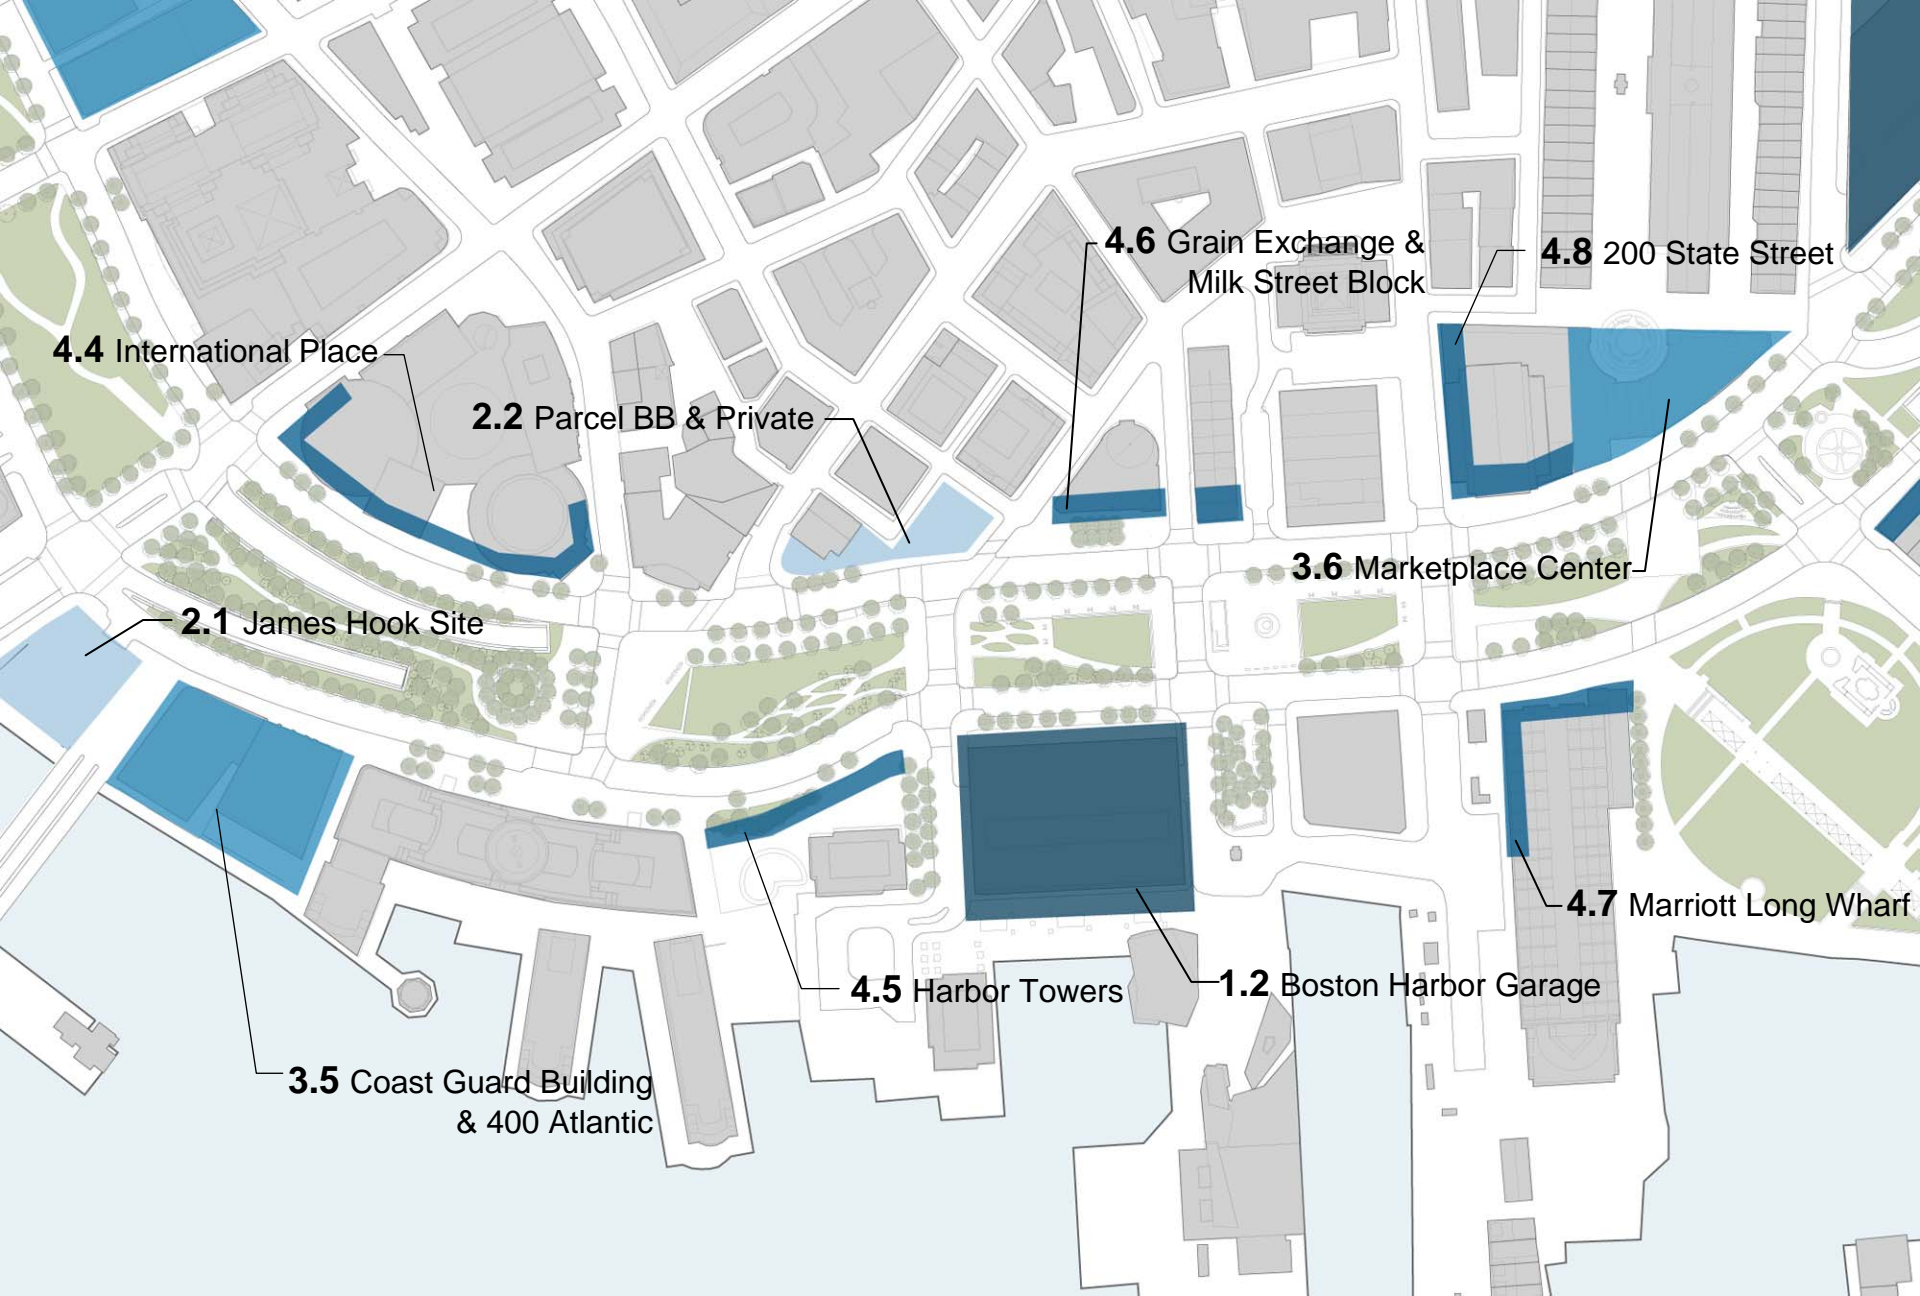 4.6 Grain Exchange &
Milk Street Block
4.8 200 State Street
4.4 International Place
2.2 Parcel BB & Private
3.6 Marketplace Center
2.1 James Hook Site
4.7 Marriott Long Wharf
4.5 Harbor Towers
1.2 Boston Harbor Garage
3.5 Coast Guard Building
& 400 Atlantic